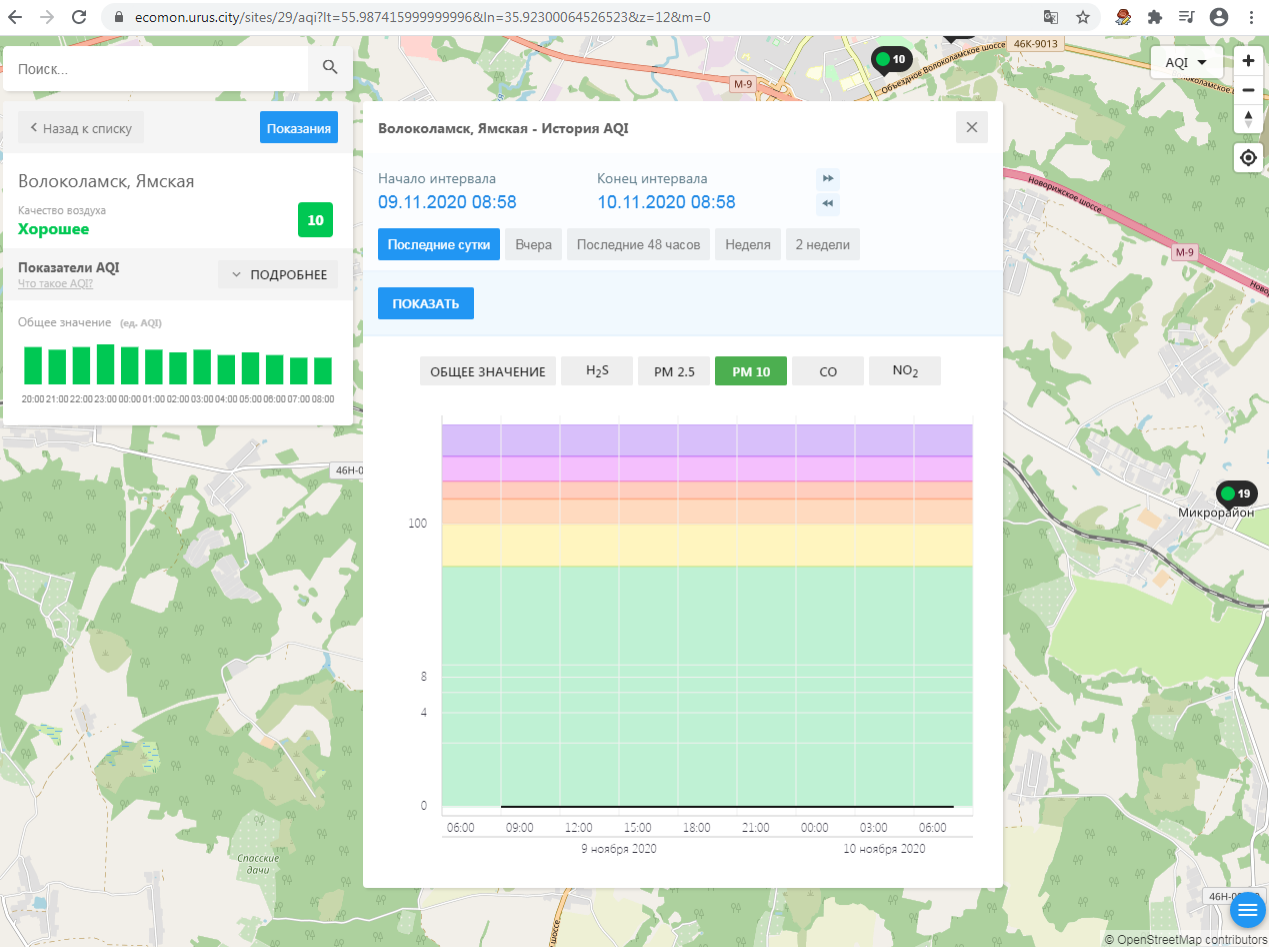 ecomon.urus.city/sites/29/aqi?lt=55.987415999999996&ln=35.92300064526523&z=12&m=0
Поиск...
46К-9013
10
Объездное Волоколамское шоссе
AQI
М-9
Назад к списку
Показания
Волоколамск, Ямская - История AQI
Волоколамск, Ямская
Качество воздуха
Хорошее
10
Показатели AQI
Что такое AQI?
ПОДРОБНЕЕ
Общее значение (ед. AQI)
20:00 21:00 22:00 23:00 00:00 01:00 02:00 03:00 04:00 05:00 06:00 07:00 08:00
Начало интервала
09.11.2020 08:58
Конец интервала
10.11.2020 08:58
Последние сутки
Вчера
Последние 48 часов
Неделя
2 недели
ПОКАЗАТЬ
ОБЩЕЕ ЗНАЧЕНИЕ
H2S
PM 2.5
PM 10
CO
NO2
100
8
4
0
06:00 09:00 12:00 15:00 18:00 21:00 00:00 03:00 06:00
9 ноября 2020
10 ноября 2020
Новорижское шоссе
М-9
19
Микрорайон
Спасские
дачи
© OpenStreetMap contributors